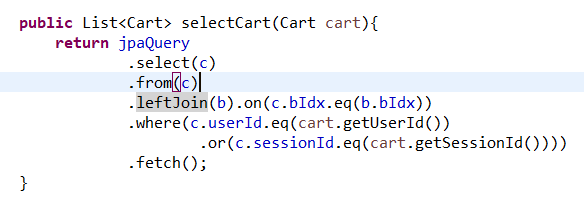 public List<Cart> selectCart(Cart cart){
return jpaQuery
.select(c)
.from(c)
.leftJoin(b).on(c.bIdx.eq(b.bIdx))
.where(c.userId.eq(cart.getUserId())
.or(c.sessionId.eq(cart.getSessionId())))
.fetch();
}